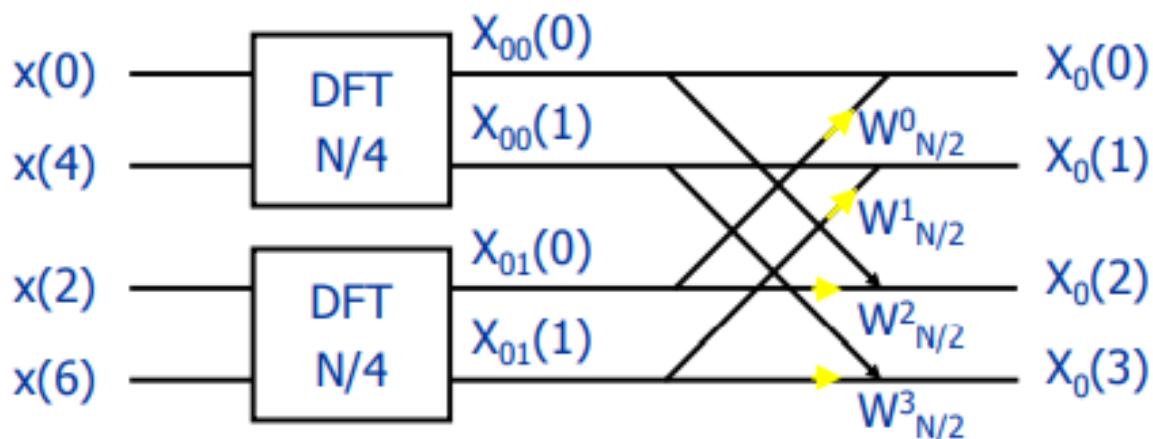 x(0)
DFT
N/4
X₀₀(0)
W⁰N/2
X₀(0)
x(4)
X₀₀(1)
W¹N/2
X₀(1)
x(2)
DFT
N/4
X₀₁(0)
W²N/2
X₀(2)
x(6)
X₀₁(1)
W³N/2
X₀(3)